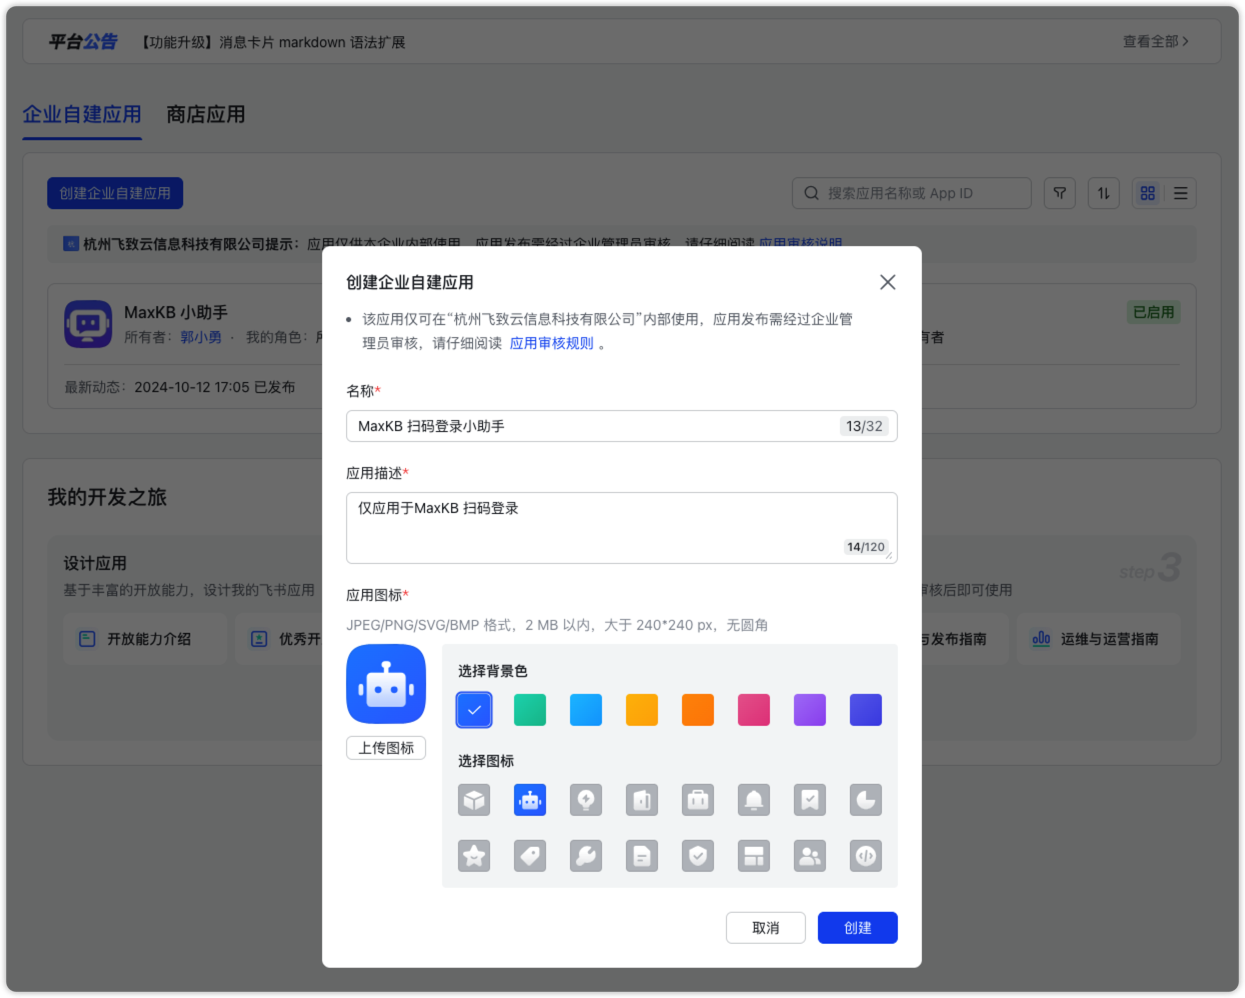 平台公告 【功能升级】消息卡片 markdown 语法扩展 查看全部
企业自建应用 商店应用
创建企业自建应用 搜索应用名称或 App ID
杭州飞致云信息科技有限公司提示：应用仅供本企业内部使用，应用发布需经过企业管理员审核，请仔细阅读 应用审核说明
MaxKB 小助手 已启用
所有者：郭小勇 · 我的角色： 有者
最新动态：2024-10-12 17:05 已发布
创建企业自建应用
• 该应用仅可在“杭州飞致云信息科技有限公司”内部使用，应用发布需经过企业管
理员审核，请仔细阅读 应用审核规则 。
名称*
MaxKB 扫码登录小助手 13/32
应用描述*
仅应用于MaxKB 扫码登录
14/120
应用图标*
JPEG/PNG/SVG/BMP 格式，2 MB 以内，大于 240*240 px，无圆角
选择背景色
上传图标
选择图标
取消 创建
我的开发之旅
设计应用 step3
基于丰富的开放能力，设计我的飞书应用 审核后即可使用
开放能力介绍 优秀开 与发布指南 运维与运营指南